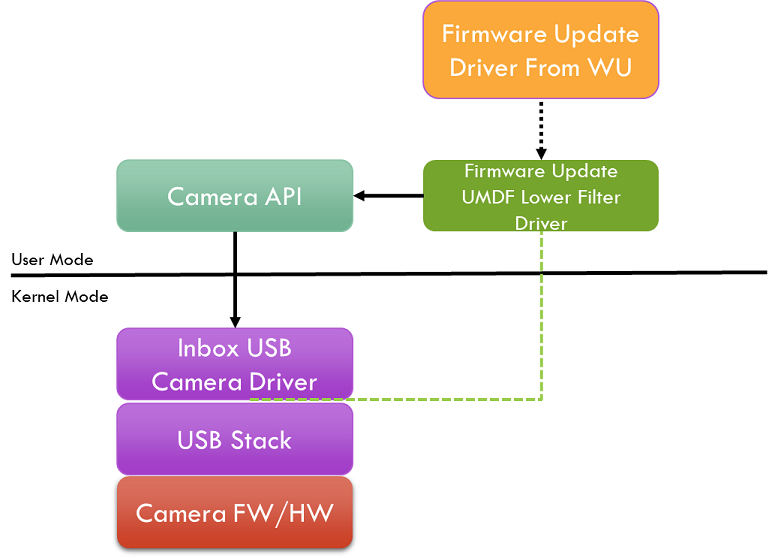 Firmware Update
Driver From WU
Firmware Update
UMDF Lower Filter
Driver
Camera API
User Mode
Kernel Mode
Inbox USB
Camera Driver
USB Stack
Camera FW/HW